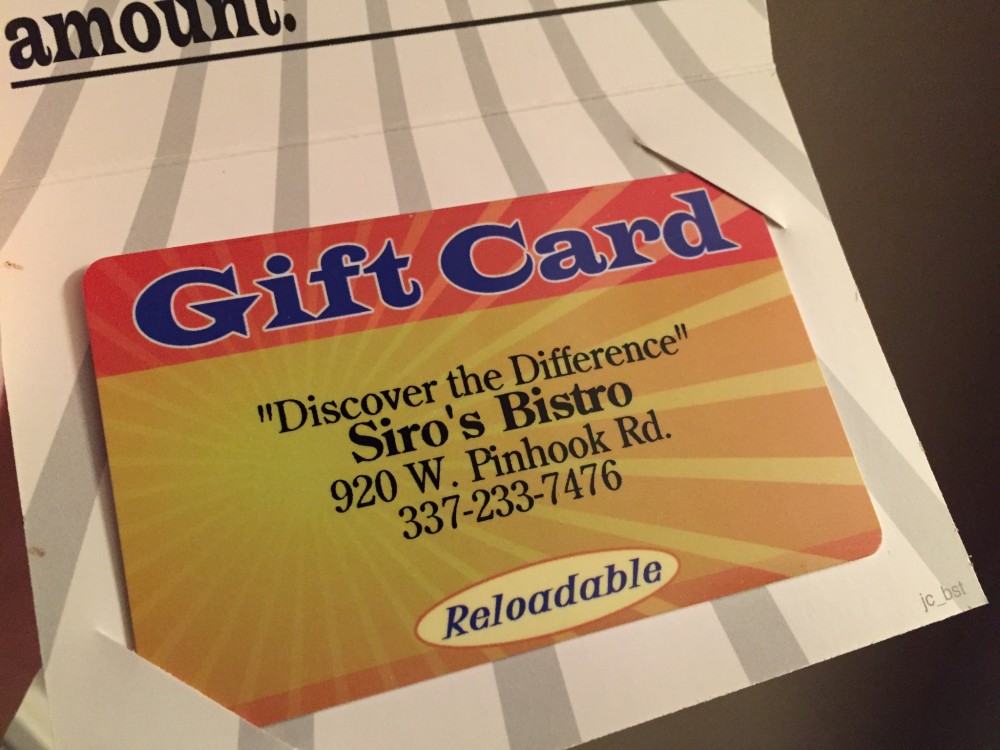 amount.
Gift Card
"Discover the Difference"
Siro's Bistro
920 W. Pinhook Rd.
337-233-7476
Reloadable
jc_bst